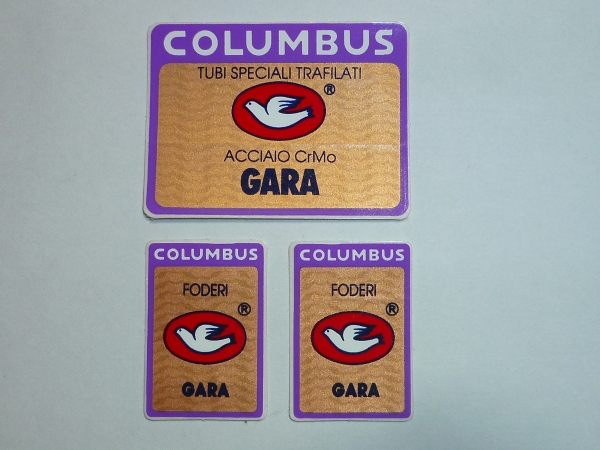 COLUMBUS
TUBI SPECIALI TRAFILATI
®
ACCIAIO CrMo
GARA
COLUMBUS
FODERI
®
GARA
COLUMBUS
FODERI
®
GARA